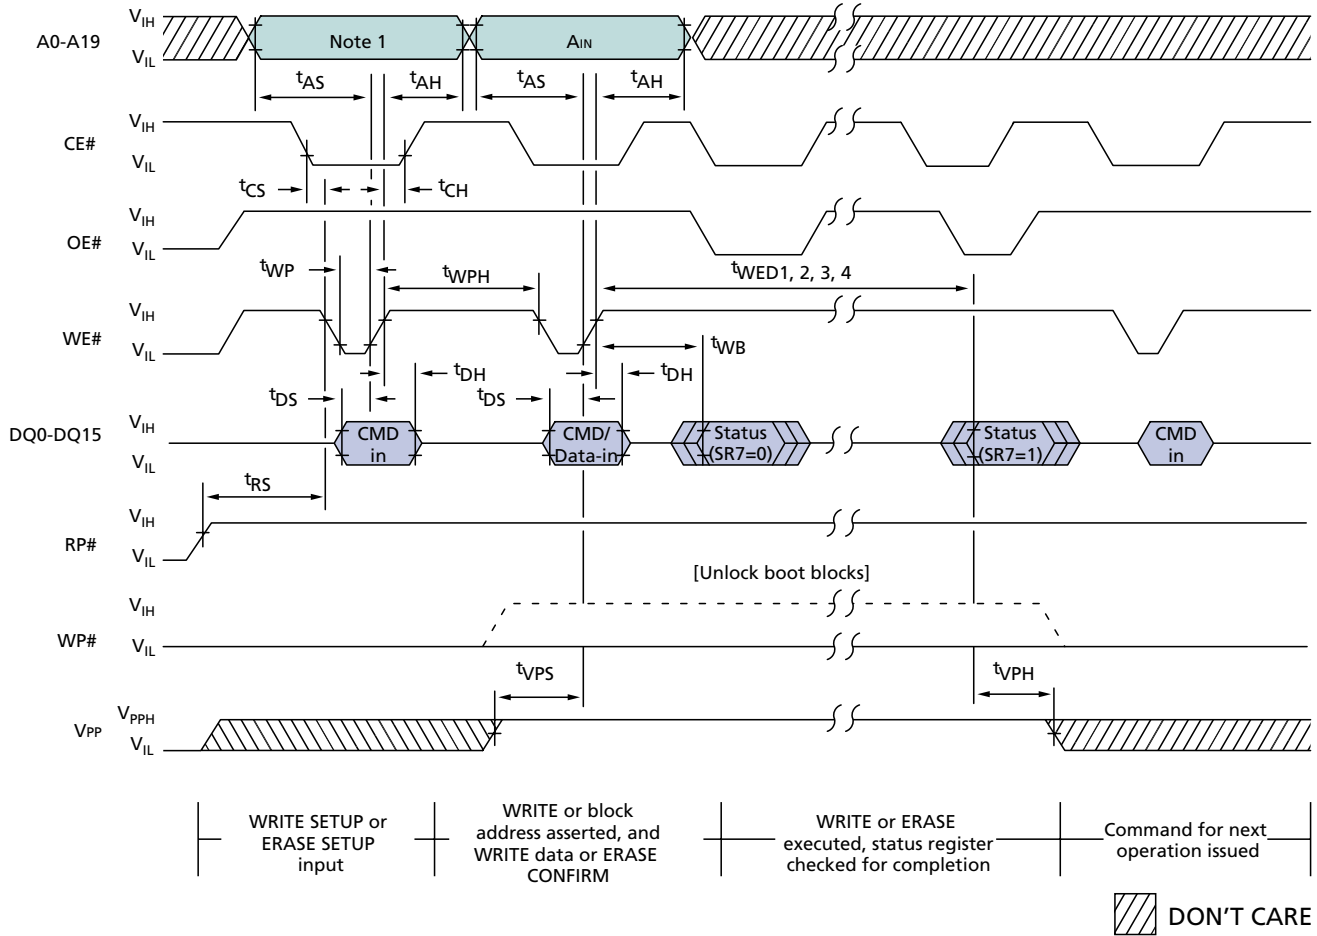 A0-A19
VIH
VIL
Note 1
AIN
tAS
tAH
tAS
tAH
CE#
VIH
VIL
tCS
tCH
OE#
VIH
VIL
tWP
tWPH
tWED1, 2, 3, 4
WE#
VIH
VIL
tWB
tDH
tDH
tDS
tDS
DQ0-DQ15
VIH
VIL
CMD
in
CMD/
Data-in
Status
(SR7=0)
Status
(SR7=1)
CMD
in
tRS
RP#
VIH
VIL
[Unlock boot blocks]
WP#
VIH
VIL
tVPS
tVPH
VPP
VPPH
VIL
WRITE SETUP or
ERASE SETUP
input
WRITE or block
address asserted, and
WRITE data or ERASE
CONFIRM
WRITE or ERASE
executed, status register
checked for completion
Command for next
operation issued
DON'T CARE